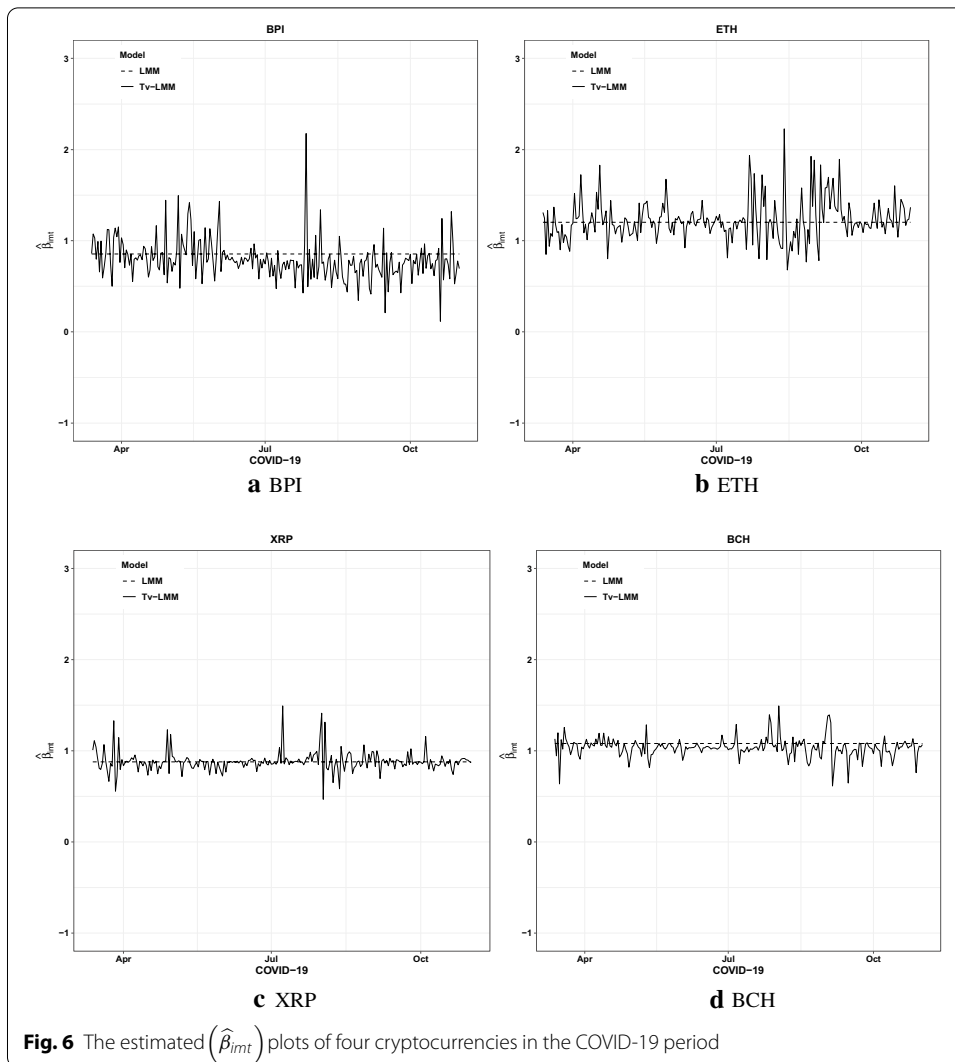 BPI
Model
LMM
Tv−LMM
3
2
1
0
−1
β̂imt
Apr
Jul
Oct
COVID−19
a BPI
ETH
Model
LMM
Tv−LMM
3
2
1
0
−1
β̂imt
Apr
Jul
Oct
COVID−19
b ETH
XRP
Model
LMM
Tv−LMM
3
2
1
0
−1
β̂imt
Apr
Jul
Oct
COVID−19
c XRP
BCH
Model
LMM
Tv−LMM
3
2
1
0
−1
β̂imt
Apr
Jul
Oct
COVID−19
d BCH
Fig. 6 The estimated (β̂imt) plots of four cryptocurrencies in the COVID-19 period